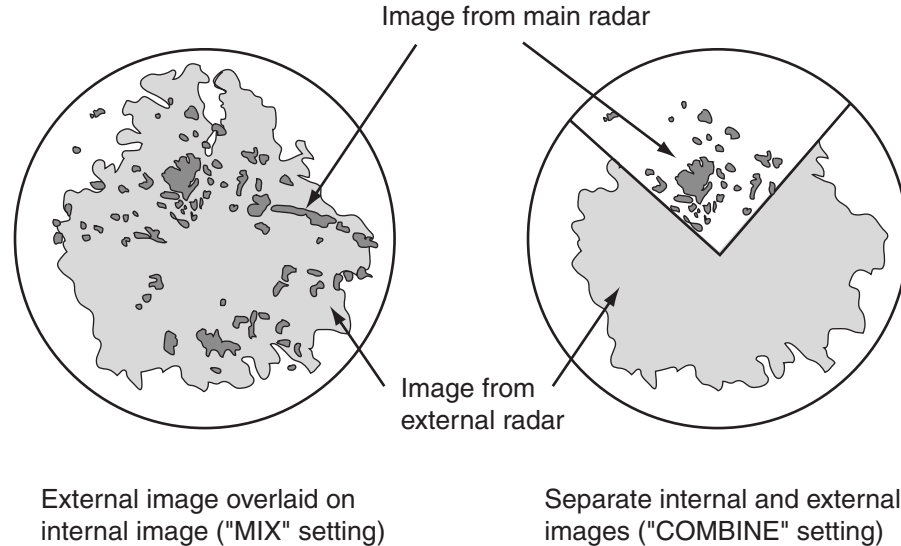 Image from main radar
Image from
external radar
External image overlaid on
internal image ("MIX" setting)
Separate internal and external
images ("COMBINE" setting)